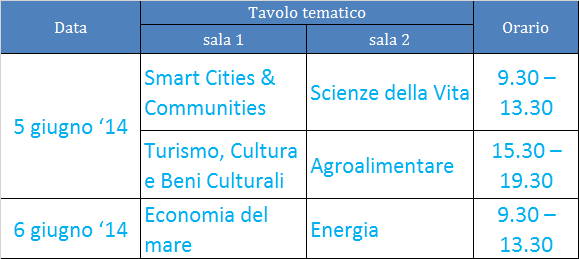 Data
Tavolo tematico
Orario
sala 1
sala 2
5 giugno ‘14
Smart Cities &
Communities
Scienze della Vita
9.30 –
13.30
Turismo, Cultura
e Beni Culturali
Agroalimentare
15.30 –
19.30
6 giugno ‘14
Economia del
mare
Energia
9.30 –
13.30